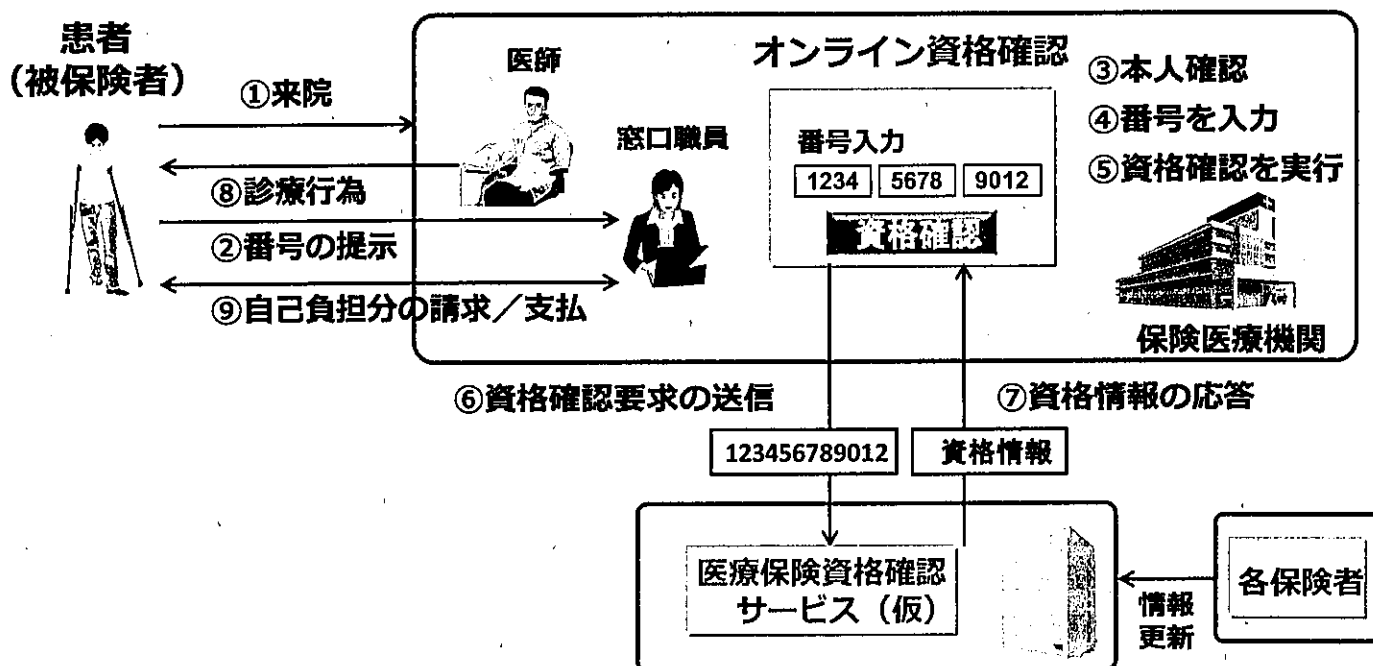 患者
（被保険者）
①来院
⑧診療行為
②番号の提示
⑨自己負担分の請求／支払
医師
窓口職員
オンライン資格確認
番号入力
1234 5678 9012
資格確認
③本人確認
④番号を入力
⑤資格確認を実行
保険医療機関
⑥資格確認要求の送信
⑦資格情報の応答
123456789012
資格情報
医療保険資格確認
サービス（仮）
情報
更新
各保険者